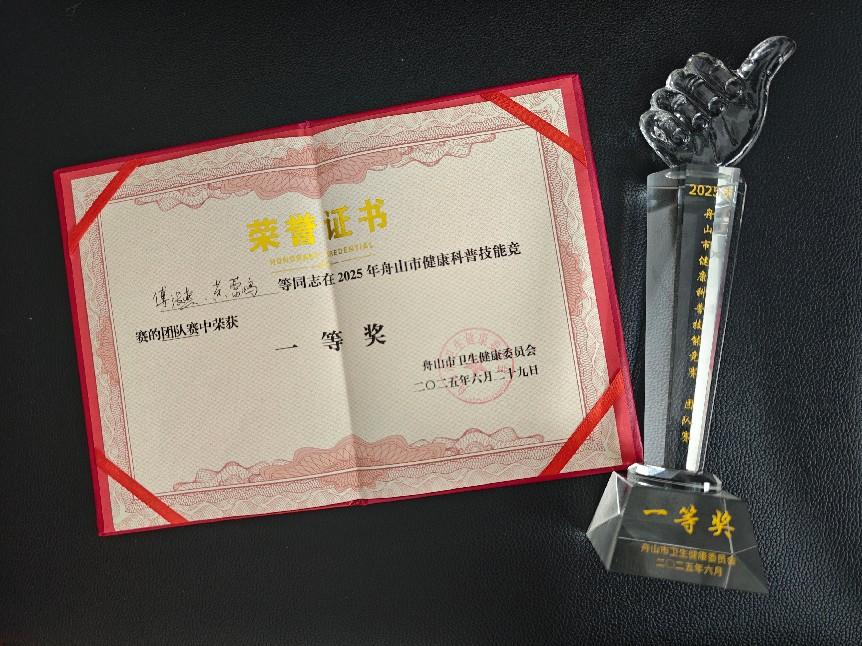 荣誉证书
HONORARY CREDENTIAL
等同志在2025年舟山市健康科普技能竞
赛的团队赛中荣获
一等奖
舟山市卫生健康委员会
二〇二五年六月二十九日
2025年
舟山市健康科普技能竞赛 团队赛
一等奖
舟山市卫生健康委员会
二〇二五年六月